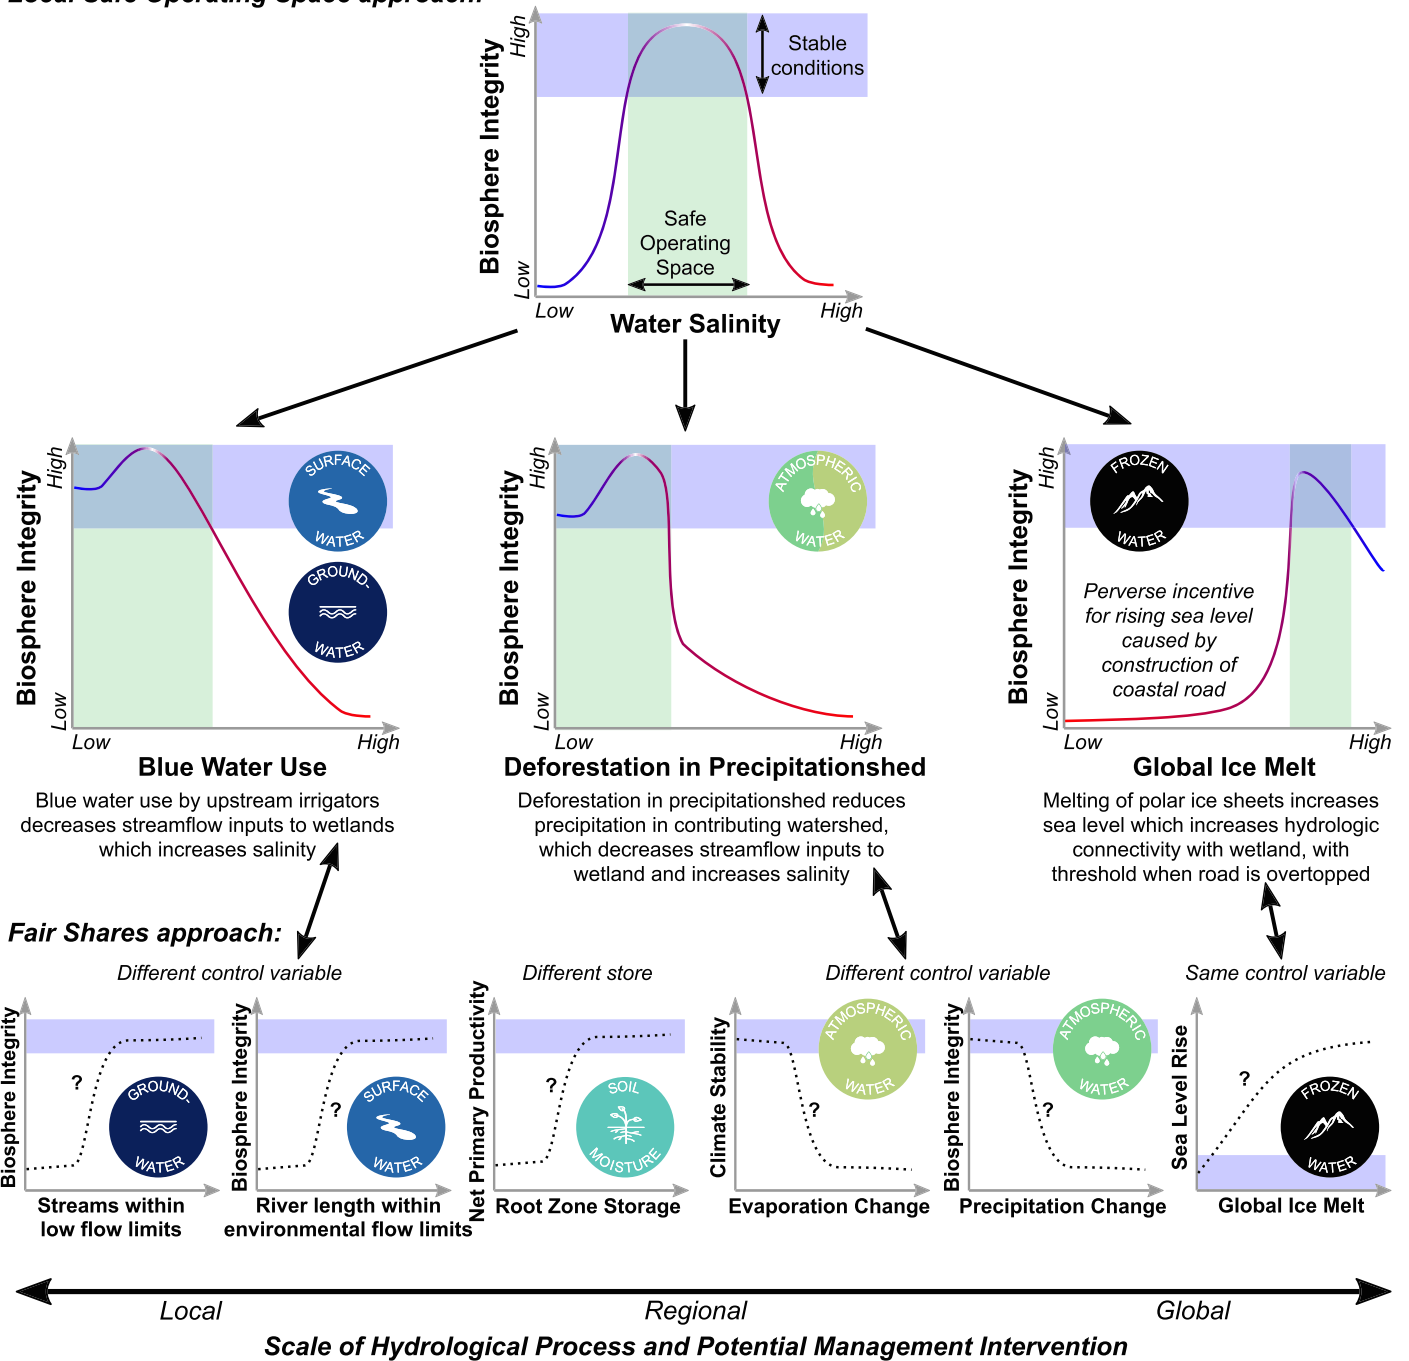 Local Safe Operating Space approach:
High
Biosphere Integrity
Low
Stable
conditions
Safe
Operating
Space
Low
High
Water Salinity
High
Biosphere Integrity
Low
SURFACE
WATER
GROUND-
WATER
Low
High
Blue Water Use
Blue water use by upstream irrigators
decreases streamflow inputs to wetlands
which increases salinity
High
Biosphere Integrity
Low
ATMOSPHERIC
WATER
Low
High
Deforestation in Precipitationshed
Deforestation in precipitationshed reduces
precipitation in contributing watershed,
which decreases streamflow inputs to
wetland and increases salinity
High
Biosphere Integrity
Low
FROZEN
WATER
Perverse incentive
for rising sea level
caused by
construction of
coastal road
Low
High
Global Ice Melt
Melting of polar ice sheets increases
sea level which increases hydrologic
connectivity with wetland, with
threshold when road is overtopped
Fair Shares approach:
Different control variable
Different store
Different control variable
Same control variable
Biosphere Integrity
?
GROUND-
WATER
Streams within
low flow limits
Biosphere Integrity
?
SURFACE
WATER
River length within
environmental flow limits
Net Primary Productivity
?
SOIL
MOISTURE
Root Zone Storage
Climate Stability
?
ATMOSPHERIC
WATER
Evaporation Change
Biosphere Integrity
?
ATMOSPHERIC
WATER
Precipitation Change
Sea Level Rise
?
FROZEN
WATER
Global Ice Melt
Local
Regional
Global
Scale of Hydrological Process and Potential Management Intervention